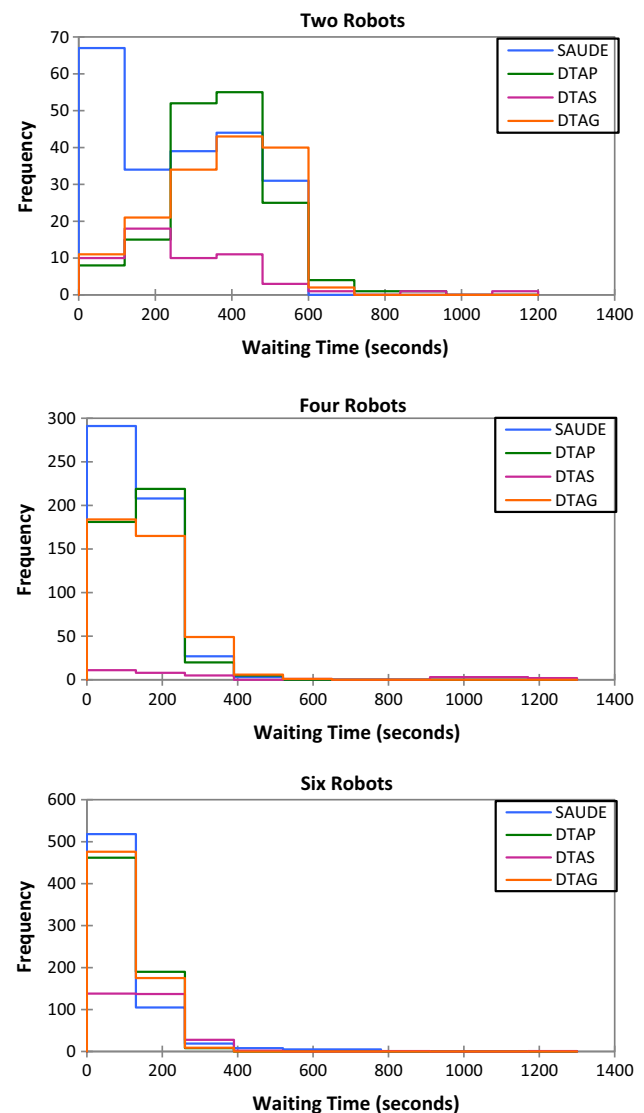 Two Robots
70
60
50
40
30
20
10
0
Frequency
SAUDE
DTAP
DTAS
DTAG
0 200 400 600 800 1000 1200 1400
Waiting Time (seconds)
Four Robots
300
250
200
150
100
50
0
Frequency
SAUDE
DTAP
DTAS
DTAG
0 200 400 600 800 1000 1200 1400
Waiting Time (seconds)
Six Robots
600
500
400
300
200
100
0
Frequency
SAUDE
DTAP
DTAS
DTAG
0 200 400 600 800 1000 1200 1400
Waiting Time (seconds)